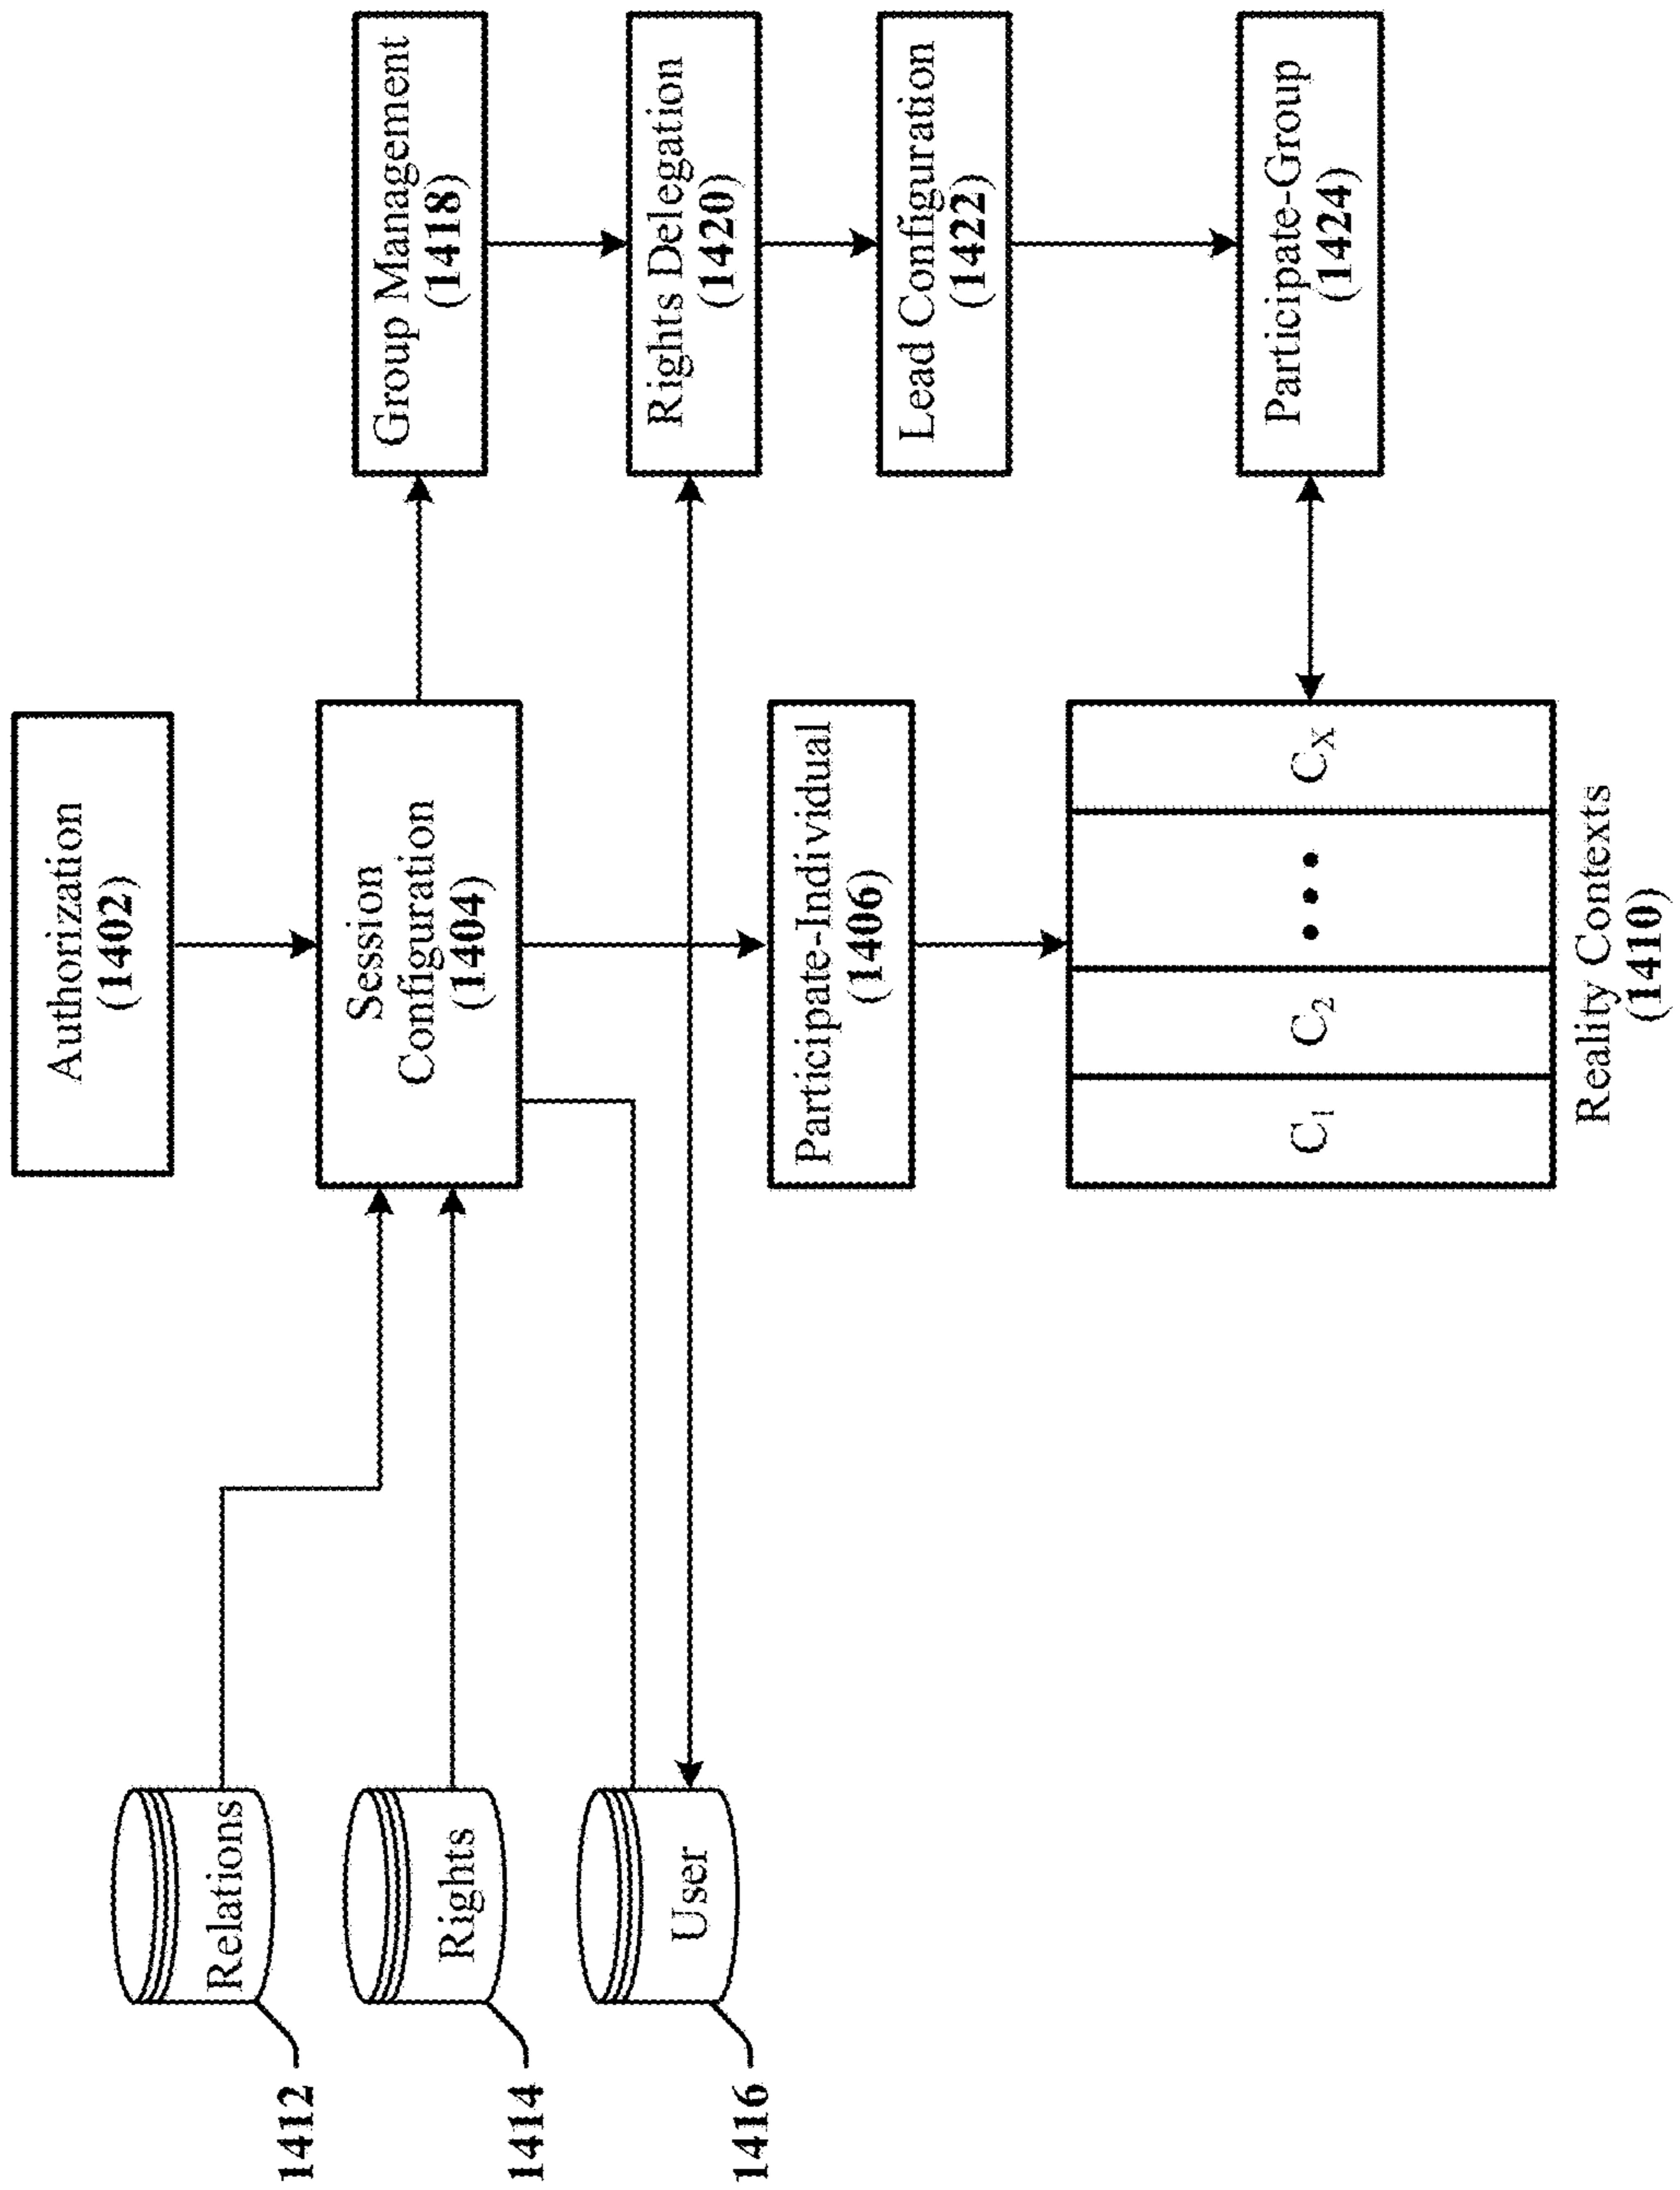 Authorization
(1402)
Session
Configuration
(1404)
Participate-Individual
(1406)
C1
C2
CX
Reality Contexts
(1410)
Relations
1412
Rights
1414
User
1416
Group Management
(1418)
Rights Delegation
(1420)
Lead Configuration
(1422)
Participate-Group
(1424)